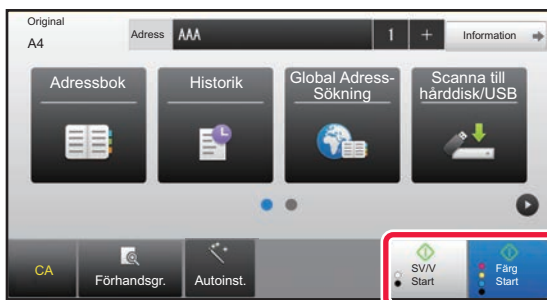 Original
A4
Adress AAA 1 + Information
Adressbok
Historik
Global Adress-
Sökning
Scanna till
hårddisk/USB
CA
Förhandsgr.
Autoinst.
SV/V
Start
Färg
Start